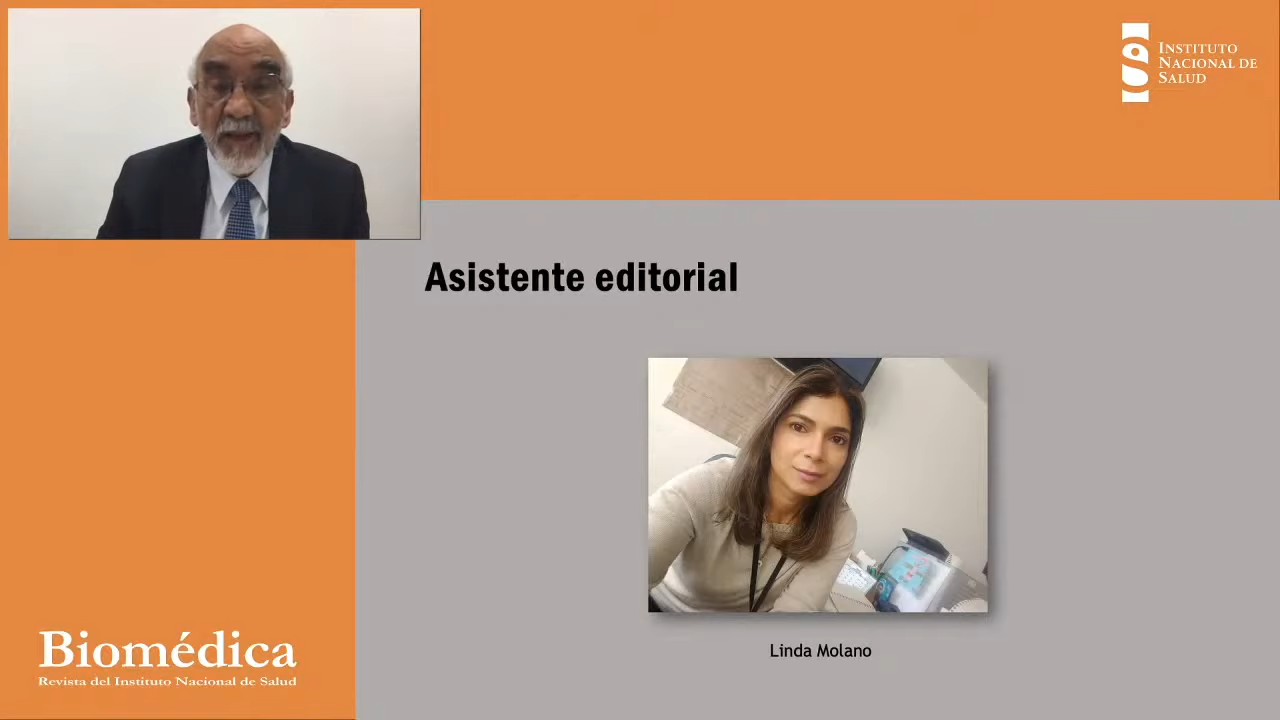 INSTITUTO
NACIONAL DE
SALUD
Asistente editorial
Linda Molano
Biomédica
Revista del Instituto Nacional de Salud